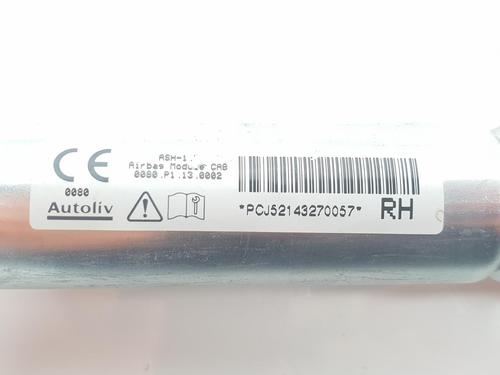 CE
ASH-1.
Airbag Module CAB
0080.P1.13.0002
0080
Autoliv
*PCJ52143270057*
RH